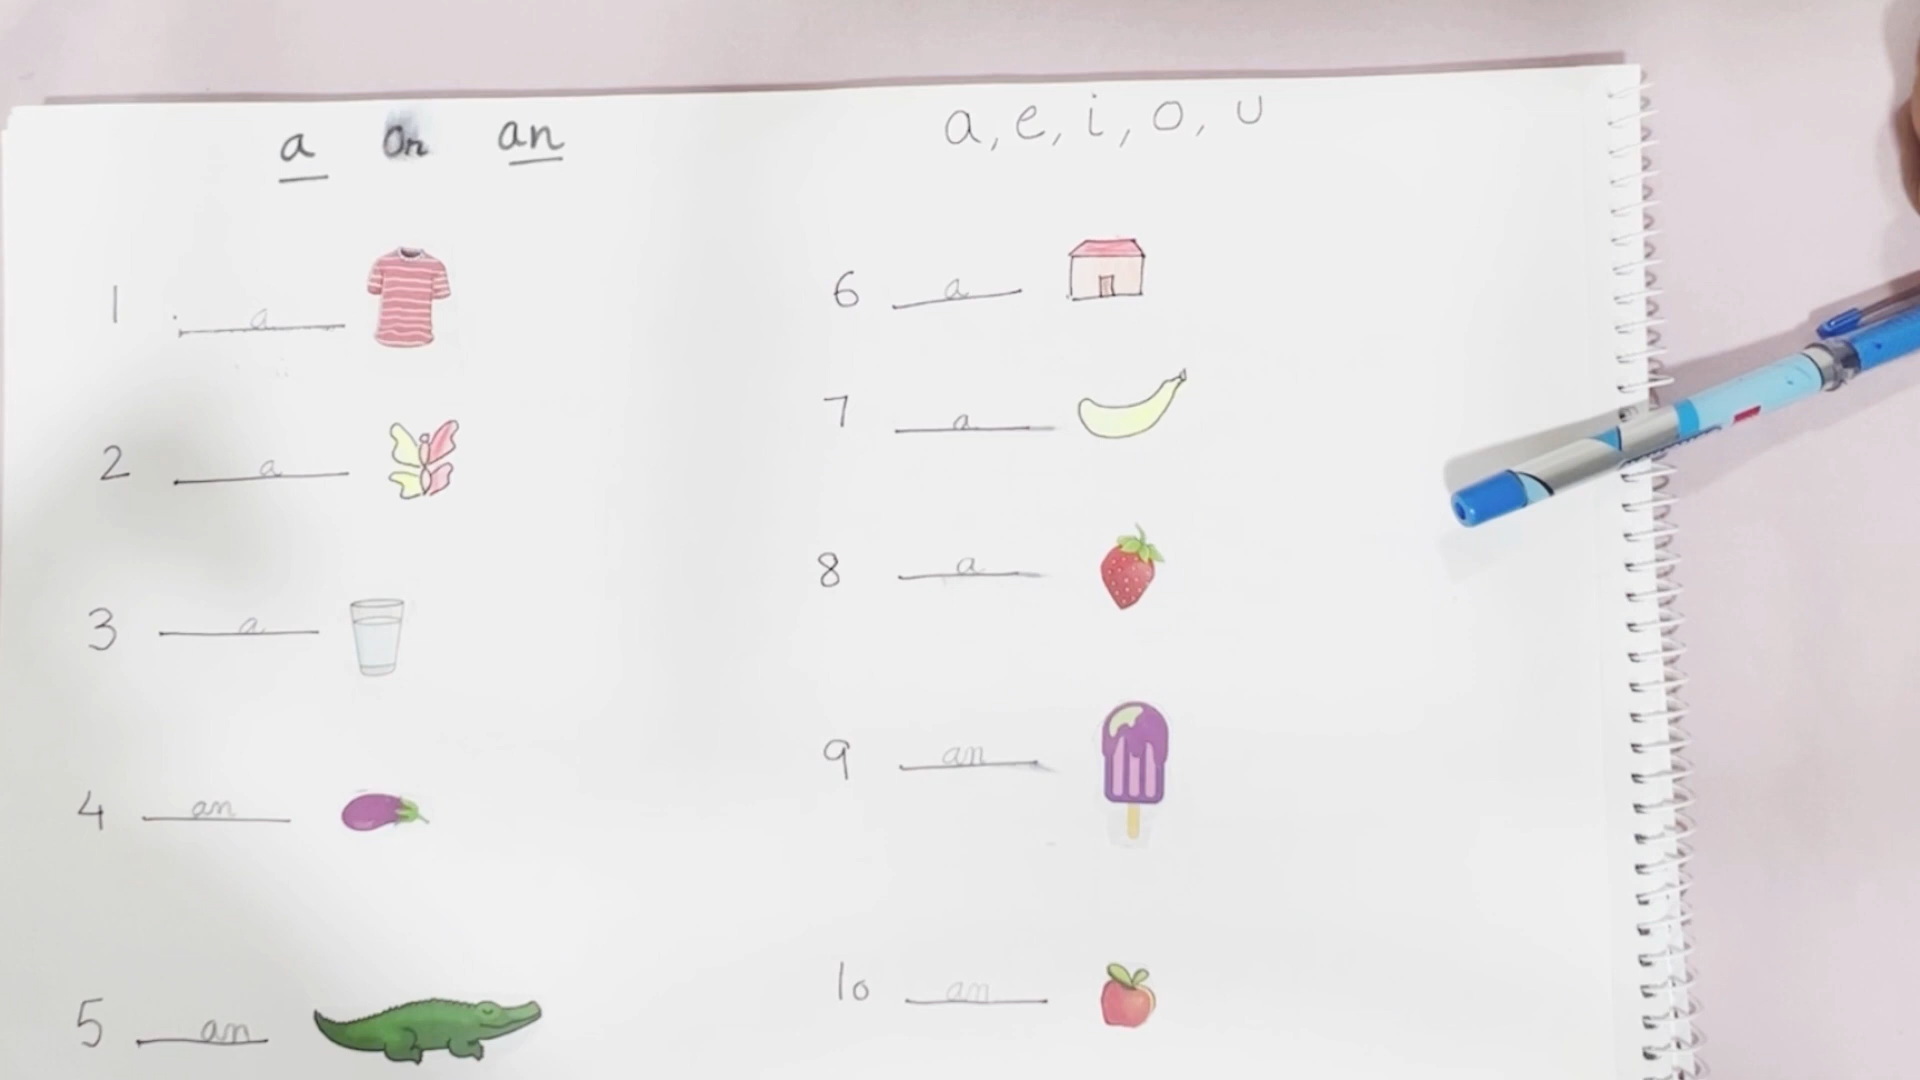 a or an
a, e, i, o, u
1 a
2 a
3 a
4 an
5 an
6 a
7 a
8 a
9 an
10 an